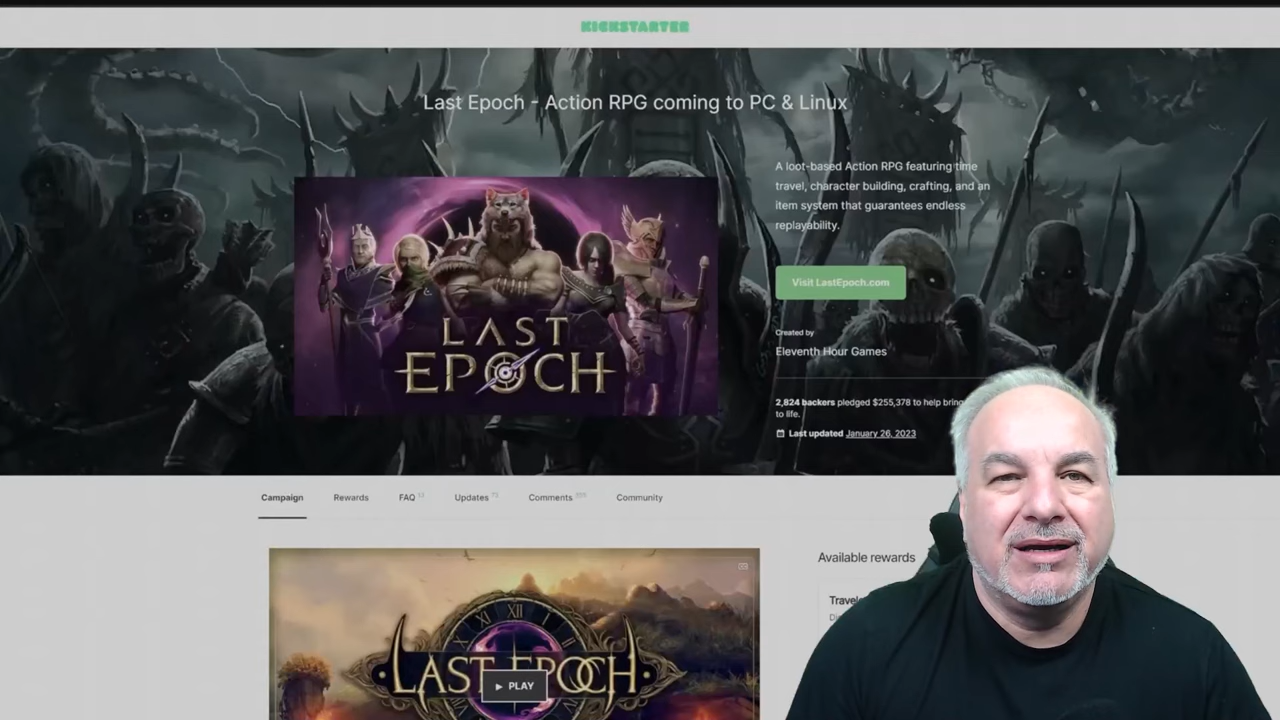 KICKSTARTER
Last Epoch - Action RPG coming to PC & Linux
A loot-based Action RPG featuring time
travel, character building, crafting, and an
item system that guarantees endless
replayability.
LAST
EPOCH
Visit LastEpoch.com
Created by
Eleventh Hour Games
2,824 backers pledged $255,378 to help bring
to life.
Last updated January 26, 2023
Campaign Rewards FAQ Updates Comments Community
Available rewards
XI XII I
LAST EPOCH
PLAY